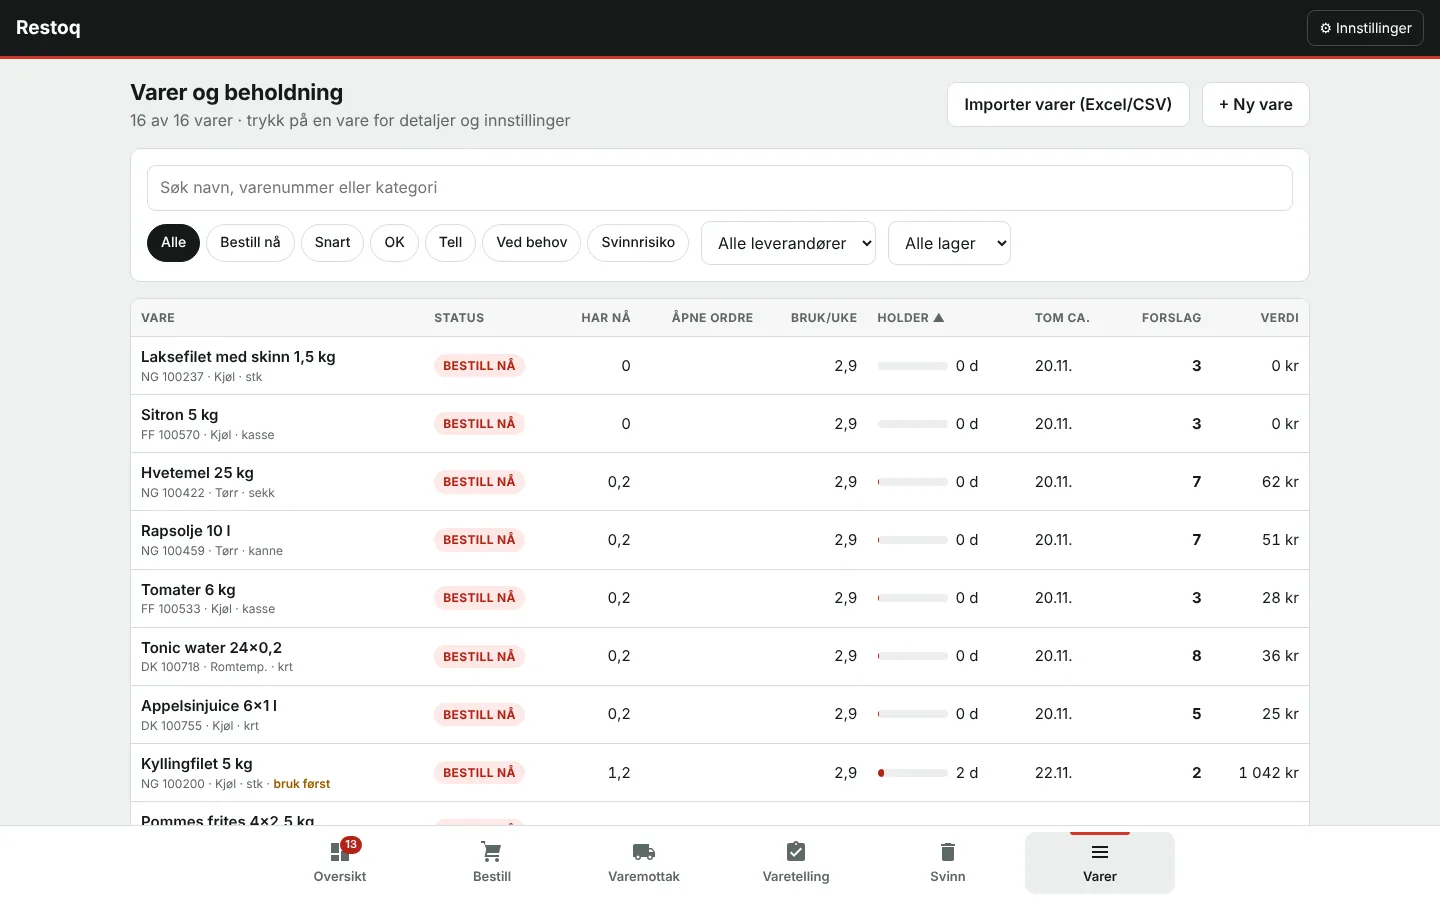 Restoq
⚙ Innstillinger
Varer og beholdning
16 av 16 varer · trykk på en vare for detaljer og innstillinger
Importer varer (Excel/CSV)
+ Ny vare
Søk navn, varenummer eller kategori
Alle Bestill nå Snart OK Tell Ved behov Svinnrisiko Alle leverandører Alle lager
VARE STATUS HAR NÅ ÅPNE ORDRE BRUK/UKE HOLDER ▲ TOM CA. FORSLAG VERDI
Laksefilet med skinn 1,5 kg
NG 100237 · Kjøl · stk
BESTILL NÅ 0 2,9 0 d 20.11. 3 0 kr
Sitron 5 kg
FF 100570 · Kjøl · kasse
BESTILL NÅ 0 2,9 0 d 20.11. 3 0 kr
Hvetemel 25 kg
NG 100422 · Tørr · sekk
BESTILL NÅ 0,2 2,9 0 d 20.11. 7 62 kr
Rapsolje 10 l
NG 100459 · Tørr · kanne
BESTILL NÅ 0,2 2,9 0 d 20.11. 7 51 kr
Tomater 6 kg
FF 100533 · Kjøl · kasse
BESTILL NÅ 0,2 2,9 0 d 20.11. 3 28 kr
Tonic water 24×0,2
DK 100718 · Romtemp. · krt
BESTILL NÅ 0,2 2,9 0 d 20.11. 8 36 kr
Appelsinjuice 6×1 l
DK 100755 · Kjøl · krt
BESTILL NÅ 0,2 2,9 0 d 20.11. 5 25 kr
Kyllingfilet 5 kg
NG 100200 · Kjøl · stk · bruk først
BESTILL NÅ 1,2 2,9 2 d 22.11. 2 1 042 kr
Pommes frites 4×2,5 kg
13
Oversikt Bestill Varemottak Varetelling Svinn Varer